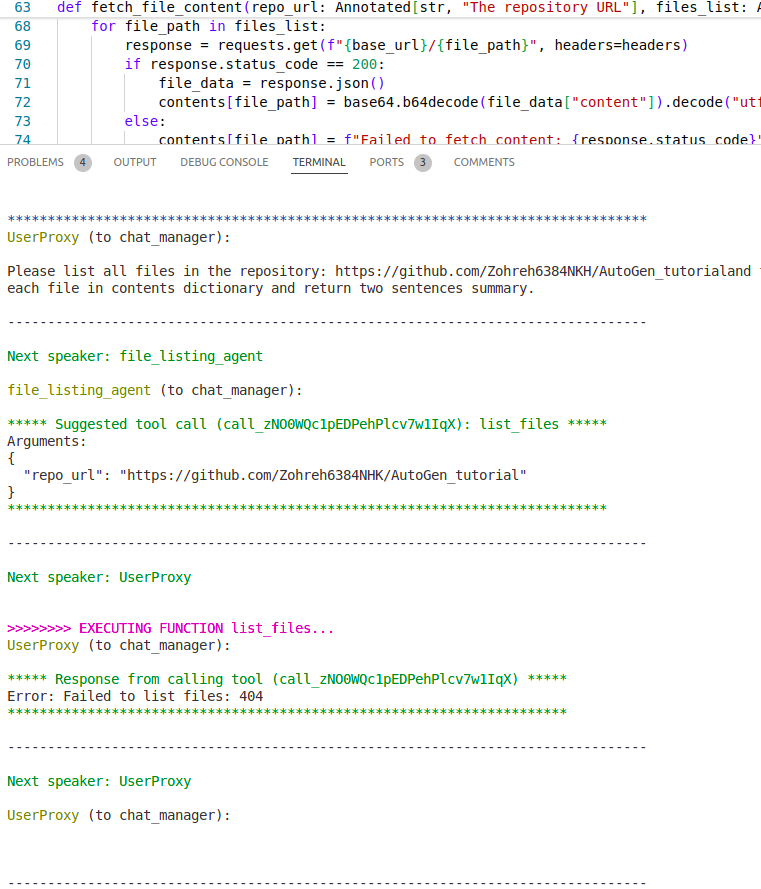 63 def fetch_file_content(repo_url: Annotated[str, "The repository URL"], files_list: A
68 for file_path in files_list:
69 response = requests.get(f"{base_url}/{file_path}", headers=headers)
70 if response.status_code == 200:
71 file_data = response.json()
72 contents[file_path] = base64.b64decode(file_data["content"]).decode("utf
73 else:
74 contents[file_path] = f"Failed to fetch content: {response.status_code}"
PROBLEMS 4 OUTPUT DEBUG CONSOLE TERMINAL PORTS 3 COMMENTS
********************************************************************************
UserProxy (to chat_manager):
Please list all files in the repository: https://github.com/Zohreh6384NKH/AutoGen_tutorialand
each file in contents dictionary and return two sentences summary.
--------------------------------------------------------------------------------
Next speaker: file_listing_agent
file_listing_agent (to chat_manager):
***** Suggested tool call (call_zNO0WQc1pEDPehPlcv7w1IqX): list_files *****
Arguments:
{
"repo_url": "https://github.com/Zohreh6384NHK/AutoGen_tutorial"
}
***************************************************************************
--------------------------------------------------------------------------------
Next speaker: UserProxy
>>>>>>>> EXECUTING FUNCTION list_files...
UserProxy (to chat_manager):
***** Response from calling tool (call_zNO0WQc1pEDPehPlcv7w1IqX) *****
Error: Failed to list files: 404
**********************************************************************
--------------------------------------------------------------------------------
Next speaker: UserProxy
UserProxy (to chat_manager):
--------------------------------------------------------------------------------